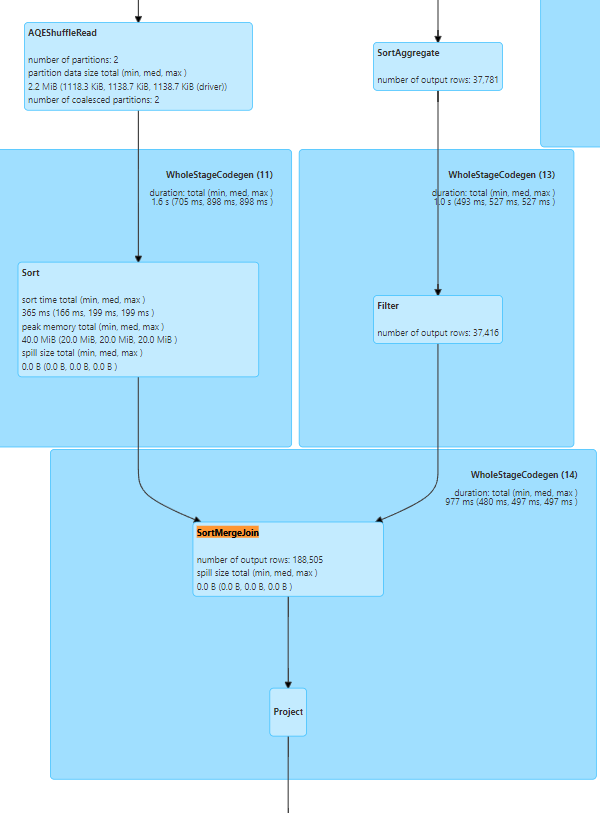 AQEShuffleRead
number of partitions: 2
partition data size total (min, med, max )
2.2 MiB (1118.3 KiB, 1138.7 KiB, 1138.7 KiB (driver))
number of coalesced partitions: 2
SortAggregate
number of output rows: 37,781
WholeStageCodegen (11)
duration: total (min, med, max )
1.6 s (705 ms, 898 ms, 898 ms )
Sort
sort time total (min, med, max )
365 ms (166 ms, 199 ms, 199 ms )
peak memory total (min, med, max )
40.0 MiB (20.0 MiB, 20.0 MiB, 20.0 MiB )
spill size total (min, med, max )
0.0 B (0.0 B, 0.0 B, 0.0 B )
WholeStageCodegen (13)
duration: total (min, med, max )
1.0 s (493 ms, 527 ms, 527 ms )
Filter
number of output rows: 37,416
WholeStageCodegen (14)
duration: total (min, med, max )
977 ms (480 ms, 497 ms, 497 ms )
SortMergeJoin
number of output rows: 188,505
spill size total (min, med, max )
0.0 B (0.0 B, 0.0 B, 0.0 B )
Project